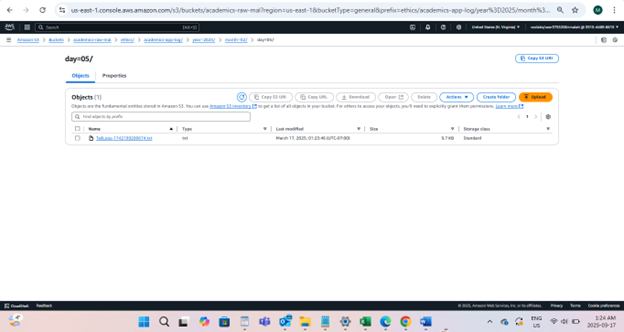 us-east-1.console.aws.amazon.com/s3/buckets/academics-raw-mal?region=us-east-1&bucketType=general&prefix=ethics/academics-app-log/year%3D2025/month%3...
aws Search [Alt+S] United States (N. Virginia)
Amazon S3 Buckets academics-raw-mal ethics/ academics-app-log/ year=2025/ month=02/ day=05/
day=05/
Copy S3 URI
Objects Properties
Objects (1)
Copy S3 URI Copy URL Download Open Delete Actions Create folder Upload
Objects are the fundamental entities stored in Amazon S3. You can use Amazon S3 inventory to get a list of all objects in your bucket. For others to access your objects, you'll need to explicitly grant them permissions. Learn more
Find objects by prefix
1
Name Type Last modified Size Storage class
txt March 17, 2025, 01:23:46 (UTC-07:00) 9.7 KB Standard
CloudShell Feedback © 2025, Amazon Web Services, Inc. or its affiliates. Privacy Terms Cookie preferences
ENG
US
1:24 AM
2025-03-17